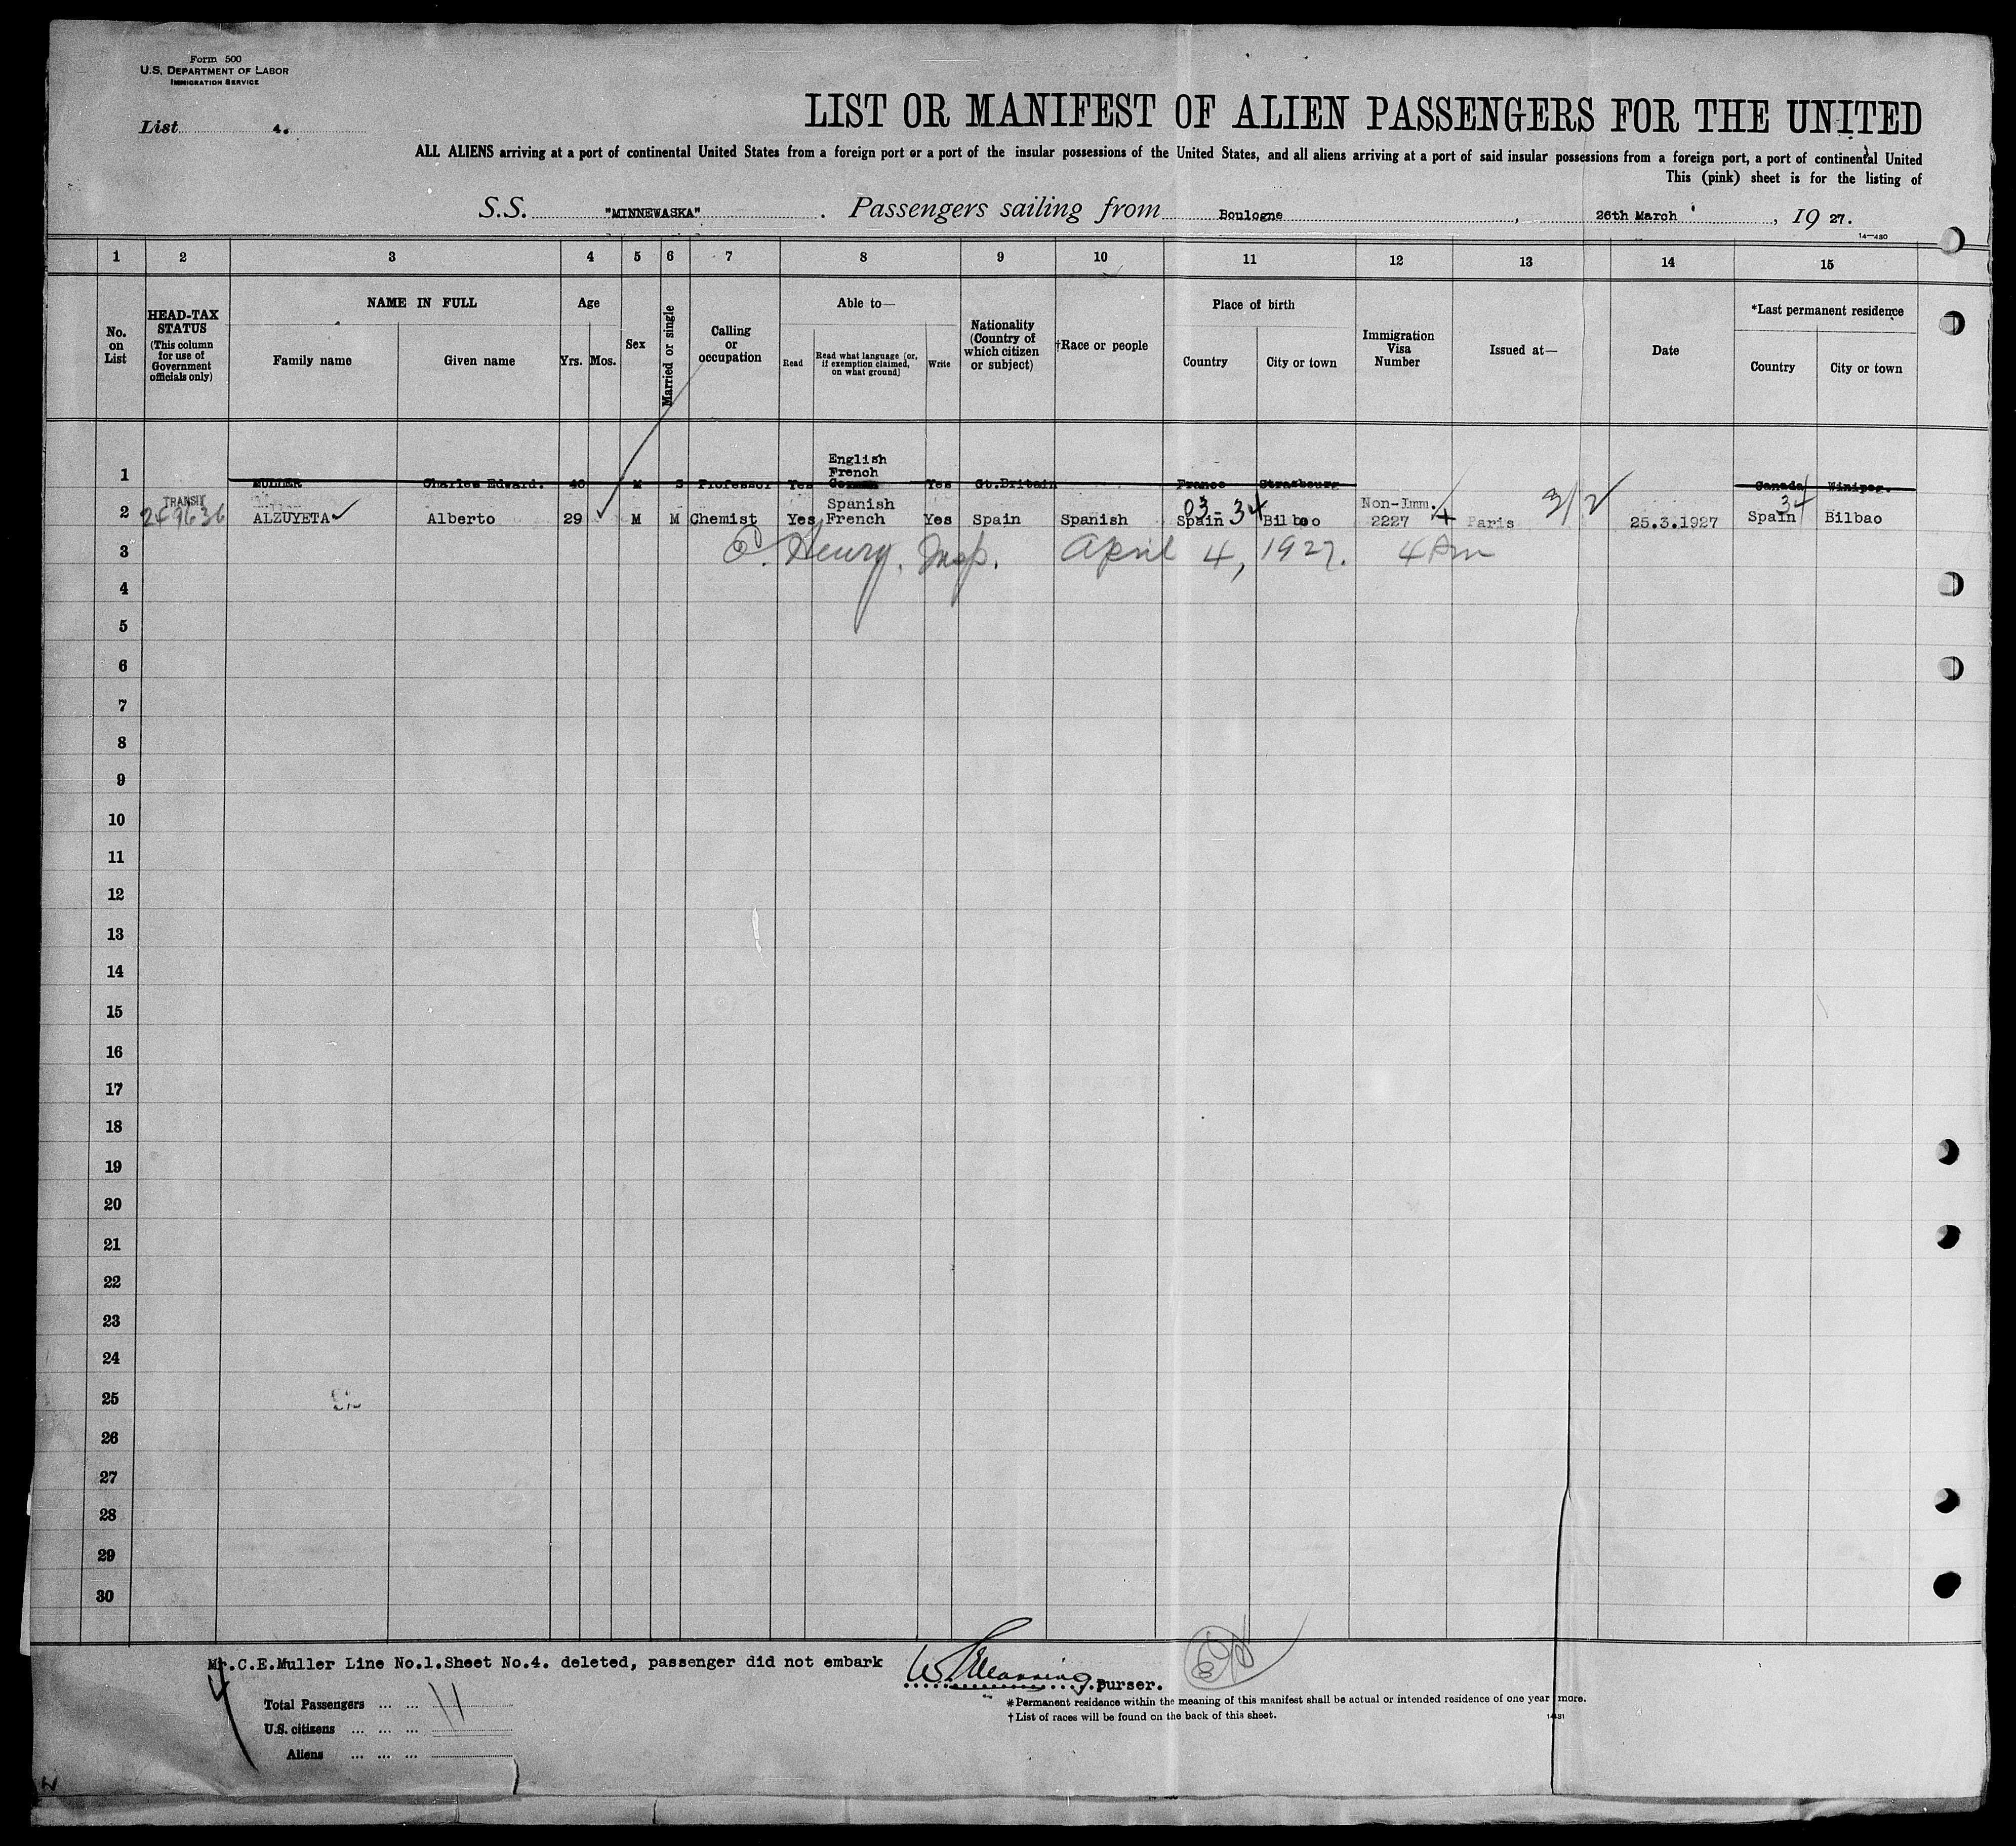 Form 500
U.S. DEPARTMENT OF LABOR
IMMIGRATION SERVICE
List 4.
LIST OR MANIFEST OF ALIEN PASSENGERS FOR THE UNITED
ALL ALIENS arriving at a port of continental United States from a foreign port or a port of the insular possessions of the United States, and all aliens arriving at a port of said insular possessions from a foreign port, a port of continental United
This (pink) sheet is for the listing of
S.S. "MINNEWASKA". Passengers sailing from Boulogne, 26th March, 1927.
14—480
1 2 3 4 5 6 7 8 9 10 11 12 13 14 15
No. on List
HEAD-TAX STATUS (This column for use of Government officials only)
NAME IN FULL
Family name Given name
Age
Yrs. Mos.
Sex
Married or single
Calling or occupation
Able to—
Read Read what language [or, if exemption claimed, on what ground] Write
Nationality (Country of which citizen or subject)
†Race or people
Place of birth
Country City or town
Immigration Visa Number
Issued at—
Date
*Last permanent residence
Country City or town
1 MULLER Charles Edward. 40 M S Professor Yes English French German Yes Gt.Britain France Strasbourg Canada Winipeg.
2 TRANSIT 249636 ALZUYETA ✓ Alberto 29 ✓ M M Chemist Yes Spanish French Yes Spain Spanish 03-34 Spain Bilbao Non-Imm. 2227 Paris 3/2 25.3.1927 34 Spain Bilbao
3 C. Henry. Insp. April 4, 1927. 4 Am
4
5
6
7
8
9
10
11
12
13
14
15
16
17
18
19
20
21
22
23
24
25
26
27
28
29
30
Mr.C.E.Muller Line No.1.Sheet No.4. deleted, passenger did not embark
purser.
Total Passengers ... ... 11
U.S. citizens ... ... ...
Aliens ... ... ...
*Permanent residence within the meaning of this manifest shall be actual or intended residence of one year more.
†List of races will be found on the back of this sheet.